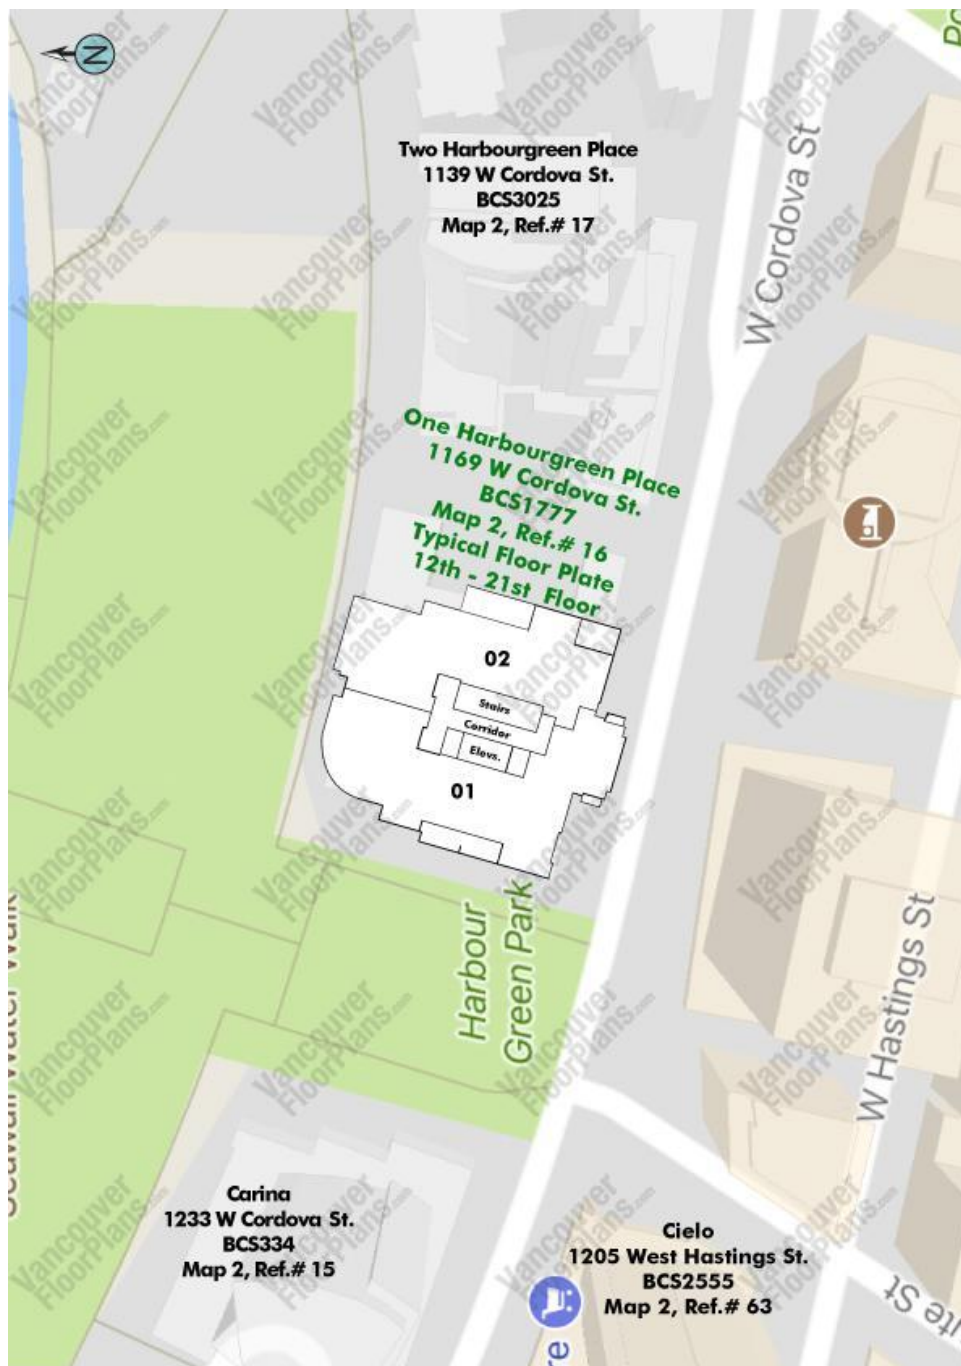 N
Two Harbourgreen Place
1139 W Cordova St.
BCS3025
Map 2, Ref.# 17
W Cordova St
One Harbourgreen Place
1169 W Cordova St.
BCS1777
Map 2, Ref.# 16
Typical Floor Plate
12th - 21st Floor
02
Stairs
Corridor
Elevs.
01
Harbour
Green Park
W Hastings St
Carina
1233 W Cordova St.
BCS334
Map 2, Ref.# 15
Cielo
1205 West Hastings St.
BCS2555
Map 2, Ref.# 63
Vancouver
FloorPlans.com